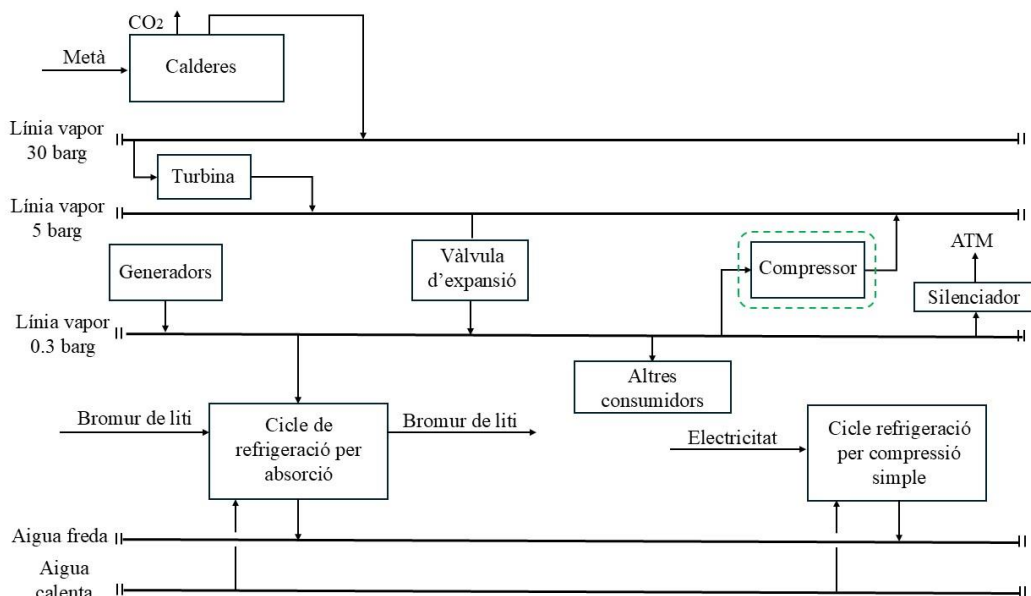 CO2
Metà
Calderes
Línia vapor
30 barg
Turbina
Línia vapor
5 barg
Generadors
Vàlvula
d'expansió
Compressor
ATM
Silenciador
Línia vapor
0.3 barg
Altres
consumidors
Bromur de liti
Cicle de
refrigeració per
absorció
Bromur de liti
Electricitat
Cicle refrigeració
per compressió
simple
Aigua freda
Aigua
calenta